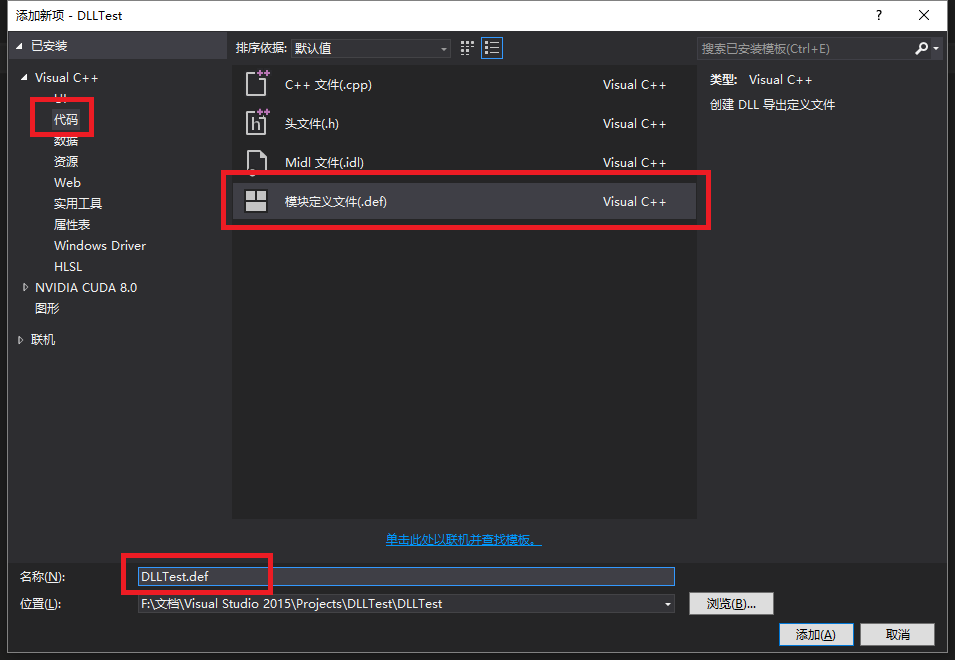 添加新项 - DLLTest
?
已安装
排序依据: 默认值
搜索已安装模板(Ctrl+E)
Visual C++
代码
数据
资源
Web
实用工具
属性表
Windows Driver
HLSL
NVIDIA CUDA 8.0
图形
联机
C++ 文件(.cpp) Visual C++
头文件(.h) Visual C++
Midl 文件(.idl) Visual C++
模块定义文件(.def) Visual C++
类型: Visual C++
创建 DLL 导出定义文件
单击此处以联机并查找模板。
名称(N): DLLTest.def
位置(L): F:\文档\Visual Studio 2015\Projects\DLLTest\DLLTest
浏览(B)...
添加(A) 取消